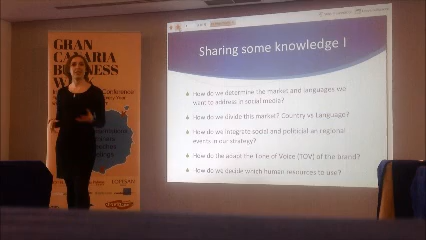 GRAN
CANARIA
BUSINESS
W
Sharing some knowledge I
How do we determine the market and languages we
want to address in social media?
How do we divide this market? Country vs Language?
How do we integrate social and political an regional
events in our strategy?
How do the adapt the Tone of Voice (TOV) of the brand?
How do we decide which human resources to use?